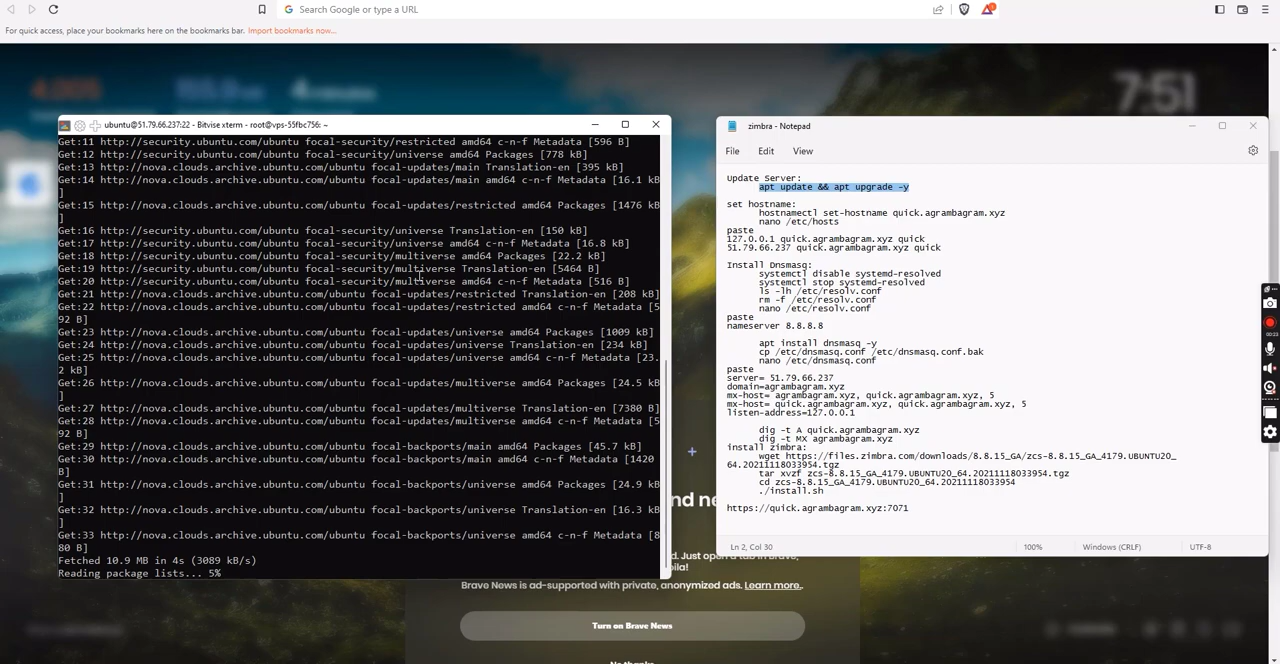 Search Google or type a URL
For quick access, place your bookmarks here on the bookmarks bar. Import bookmarks now...
7:51
ubuntu@51.79.66.237:22 - Bitvise xterm - root@vps-55fbc756: ~
Get:11 http://security.ubuntu.com/ubuntu focal-security/restricted amd64 c-n-f Metadata [596 B]
Get:12 http://security.ubuntu.com/ubuntu focal-security/universe amd64 Packages [778 kB]
Get:13 http://nova.clouds.archive.ubuntu.com/ubuntu focal-updates/main Translation-en [395 kB]
Get:14 http://nova.clouds.archive.ubuntu.com/ubuntu focal-updates/main amd64 c-n-f Metadata [16.1 kB
]
Get:15 http://nova.clouds.archive.ubuntu.com/ubuntu focal-updates/restricted amd64 Packages [1476 kB
]
Get:16 http://security.ubuntu.com/ubuntu focal-security/universe Translation-en [150 kB]
Get:17 http://security.ubuntu.com/ubuntu focal-security/universe amd64 c-n-f Metadata [16.8 kB]
Get:18 http://security.ubuntu.com/ubuntu focal-security/multiverse amd64 Packages [22.2 kB]
Get:19 http://security.ubuntu.com/ubuntu focal-security/multiverse Translation-en [5464 B]
Get:20 http://security.ubuntu.com/ubuntu focal-security/multiverse amd64 c-n-f Metadata [516 B]
Get:21 http://nova.clouds.archive.ubuntu.com/ubuntu focal-updates/restricted Translation-en [208 kB]
Get:22 http://nova.clouds.archive.ubuntu.com/ubuntu focal-updates/restricted amd64 c-n-f Metadata [5
92 B]
Get:23 http://nova.clouds.archive.ubuntu.com/ubuntu focal-updates/universe amd64 Packages [1009 kB]
Get:24 http://nova.clouds.archive.ubuntu.com/ubuntu focal-updates/universe Translation-en [234 kB]
Get:25 http://nova.clouds.archive.ubuntu.com/ubuntu focal-updates/universe amd64 c-n-f Metadata [23.
2 kB]
Get:26 http://nova.clouds.archive.ubuntu.com/ubuntu focal-updates/multiverse amd64 Packages [24.5 kB
]
Get:27 http://nova.clouds.archive.ubuntu.com/ubuntu focal-updates/multiverse Translation-en [7380 B]
Get:28 http://nova.clouds.archive.ubuntu.com/ubuntu focal-updates/multiverse amd64 c-n-f Metadata [5
92 B]
Get:29 http://nova.clouds.archive.ubuntu.com/ubuntu focal-backports/main amd64 Packages [45.7 kB]
Get:30 http://nova.clouds.archive.ubuntu.com/ubuntu focal-backports/main amd64 c-n-f Metadata [1420
B]
Get:31 http://nova.clouds.archive.ubuntu.com/ubuntu focal-backports/universe amd64 Packages [24.9 kB
]
Get:32 http://nova.clouds.archive.ubuntu.com/ubuntu focal-backports/universe Translation-en [16.3 kB
]
Get:33 http://nova.clouds.archive.ubuntu.com/ubuntu focal-backports/universe amd64 c-n-f Metadata [8
80 B]
Fetched 10.9 MB in 4s (3089 kB/s)
Reading package lists... 5%
zimbra - Notepad
File Edit View
Update Server:
apt update && apt upgrade -y
set hostname:
hostnamectl set-hostname quick.agrambagram.xyz
nano /etc/hosts
paste
127.0.0.1 quick.agrambagram.xyz quick
51.79.66.237 quick.agrambagram.xyz quick
Install Dnsmasq:
systemctl disable systemd-resolved
systemctl stop systemd-resolved
ls -lh /etc/resolv.conf
rm -f /etc/resolv.conf
nano /etc/resolv.conf
paste
nameserver 8.8.8.8
apt install dnsmasq -y
cp /etc/dnsmasq.conf /etc/dnsmasq.conf.bak
nano /etc/dnsmasq.conf
paste
server= 51.79.66.237
domain=agrambagram.xyz
mx-host= agrambagram.xyz, quick.agrambagram.xyz, 5
mx-host= quick.agrambagram.xyz, quick.agrambagram.xyz, 5
listen-address=127.0.0.1
dig -t A quick.agrambagram.xyz
dig -t MX agrambagram.xyz
install zimbra:
wget https://files.zimbra.com/downloads/8.8.15_GA/zcs-8.8.15_GA_4179.UBUNTU20_
64.20211118033954.tgz
tar xvzf zcs-8.8.15_GA_4179.UBUNTU20_64.20211118033954.tgz
cd zcs-8.8.15_GA_4179.UBUNTU20_64.20211118033954
./install.sh
https://quick.agrambagram.xyz:7071
Ln 2, Col 30 100% Windows (CRLF) UTF-8
Brave News is ad-supported with private, anonymized ads. Learn more.
Turn on Brave News